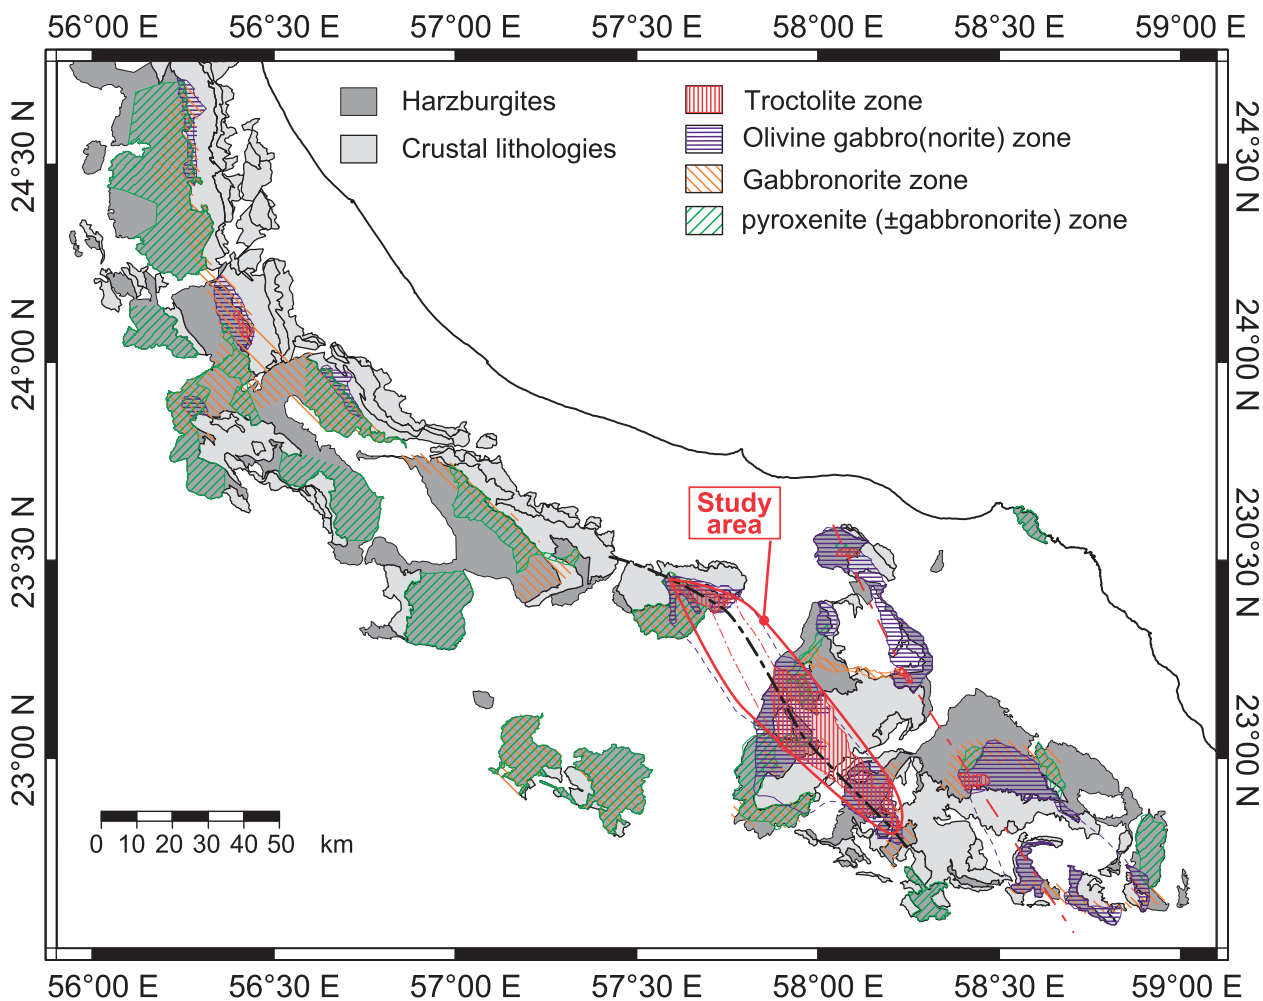 56°00' E 56°30' E 57°00' E 57°30' E 58°00' E 58°30' E 59°00' E
24°30 N
24°00 N
23°30 N
23°00 N
Harzburgites
Crustal lithologies
Troctolite zone
Olivine gabbro(norite) zone
Gabbronorite zone
pyroxenite (±gabbronorite) zone
Study
area
24°30 N
24°00 N
23°30 N
23°00 N
0 10 20 30 40 50 km
56°00' E 56°30' E 57°00' E 57°30' E 58°00' E 58°30' E 59°00' E